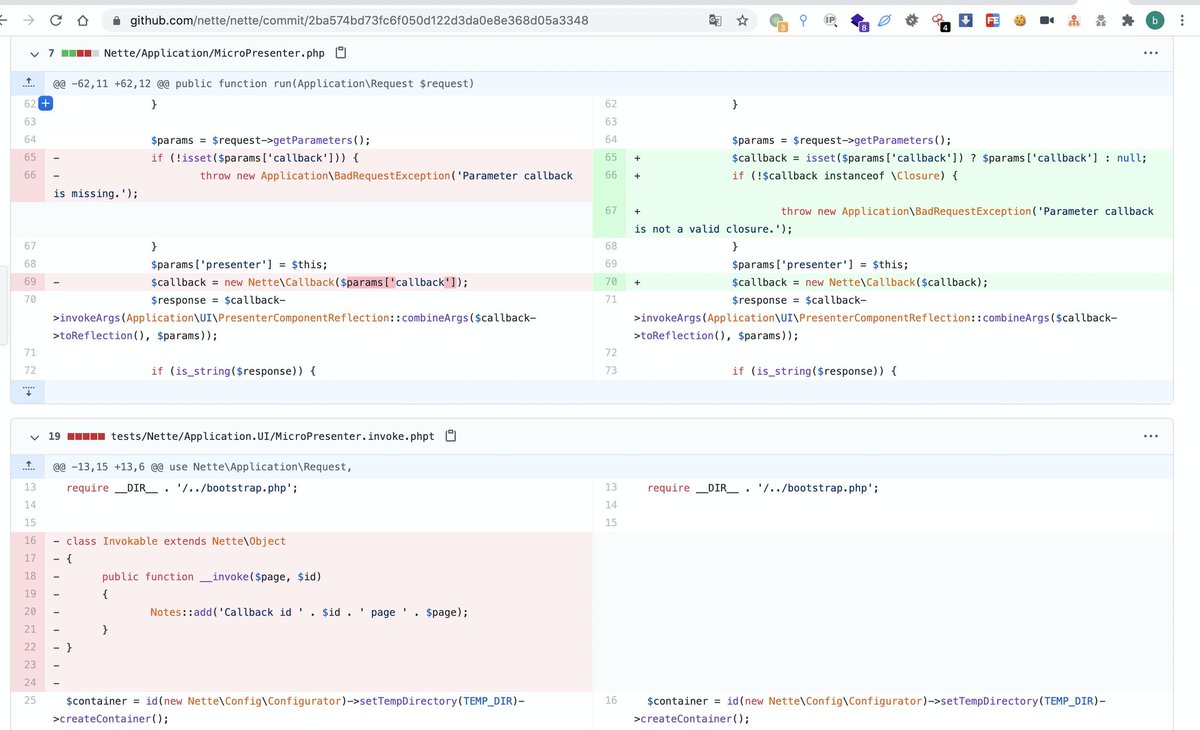 github.com/nette/nette/commit/2ba574bd73fc6f050d122d3da0e8e368d05a3348
3
IP
8
4
FE
b
7 Nette/Application/MicroPresenter.php
@@ -62,11 +62,12 @@ public function run(Application\Request $request)
62 + }
62 }
63
63
64 $params = $request->getParameters();
64 $params = $request->getParameters();
65 - if (!isset($params['callback'])) {
65 + $callback = isset($params['callback']) ? $params['callback'] : null;
66 - throw new Application\BadRequestException('Parameter callback
is missing.');
66 + if (!$callback instanceof \Closure) {
67 + throw new Application\BadRequestException('Parameter callback
is not a valid closure.');
67 }
68 }
68 $params['presenter'] = $this;
69 $params['presenter'] = $this;
69 - $callback = new Nette\Callback($params['callback']);
70 + $callback = new Nette\Callback($callback);
70 $response = $callback-
>invokeArgs(Application\UI\PresenterComponentReflection::combineArgs($callback-
>toReflection(), $params));
71 $response = $callback-
>invokeArgs(Application\UI\PresenterComponentReflection::combineArgs($callback-
>toReflection(), $params));
71
72
72 if (is_string($response)) {
73 if (is_string($response)) {
19 tests/Nette/Application.UI/MicroPresenter.invoke.phpt
@@ -13,15 +13,6 @@ use Nette\Application\Request,
13 require __DIR__ . '/../bootstrap.php';
13 require __DIR__ . '/../bootstrap.php';
14
14
15
15
16 - class Invokable extends Nette\Object
17 - {
18 - public function __invoke($page, $id)
19 - {
20 - Notes::add('Callback id ' . $id . ' page ' . $page);
21 - }
22 - }
23 -
24 -
25 $container = id(new Nette\Config\Configurator)->setTempDirectory(TEMP_DIR)-
>createContainer();
16 $container = id(new Nette\Config\Configurator)->setTempDirectory(TEMP_DIR)-
>createContainer();